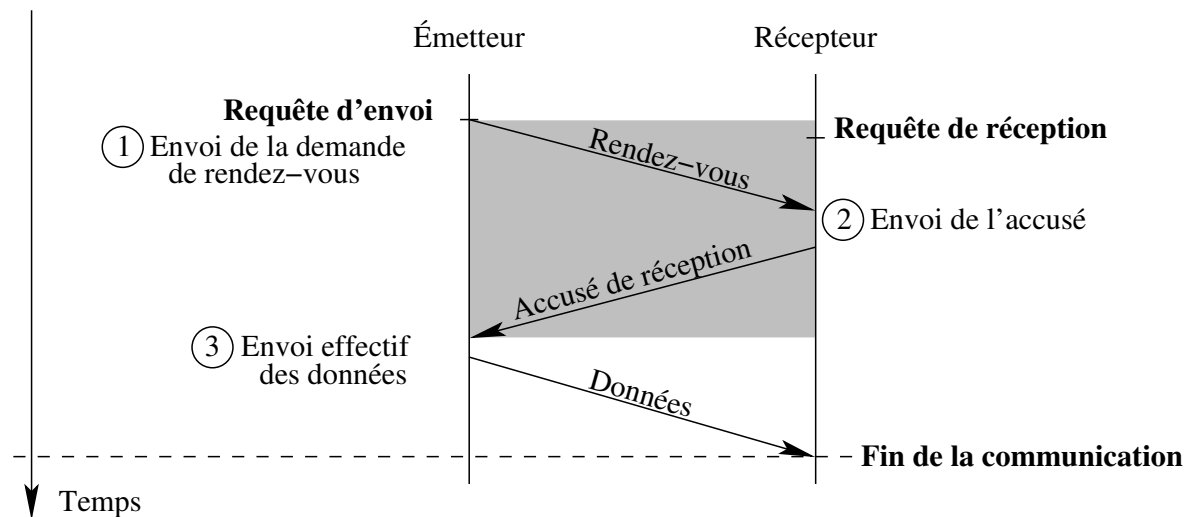 Émetteur
Récepteur
Requête d'envoi
1 Envoi de la demande
de rendez−vous
Rendez−vous
Requête de réception
2 Envoi de l'accusé
Accusé de réception
3 Envoi effectif
des données
Données
Fin de la communication
Temps